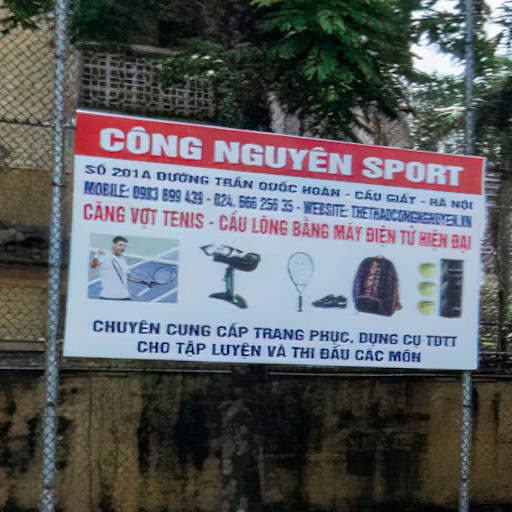 CÔNG NGUYÊN SPORT
SỐ 201A ĐƯỜNG TRẦN QUỐC HOÀN - CẦU GIẤY - HÀ NỘI
MOBILE: 0983 899 439 - 024. 666 256 35 - WEBSITE: THETHAOCONGNGUYEN.VN
CĂNG VỢT TENIS - CẦU LÔNG BẰNG MÁY ĐIỆN TỬ HIỆN ĐẠI
CHUYÊN CUNG CẤP TRANG PHỤC, DỤNG CỤ TDTT
CHO TẬP LUYỆN VÀ THI ĐẤU CÁC MÔN